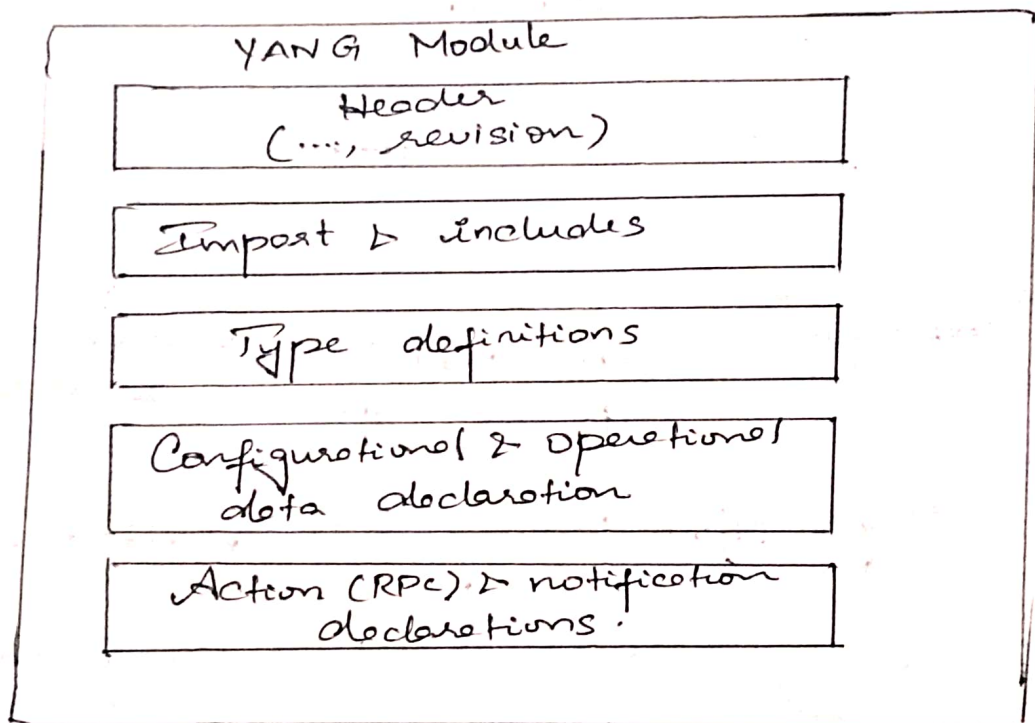 YANG Module
Header
(...., revision)
Import & includes
Type definitions
Configurational & operational
data declaration
Action (RPC) & notification
declarations.